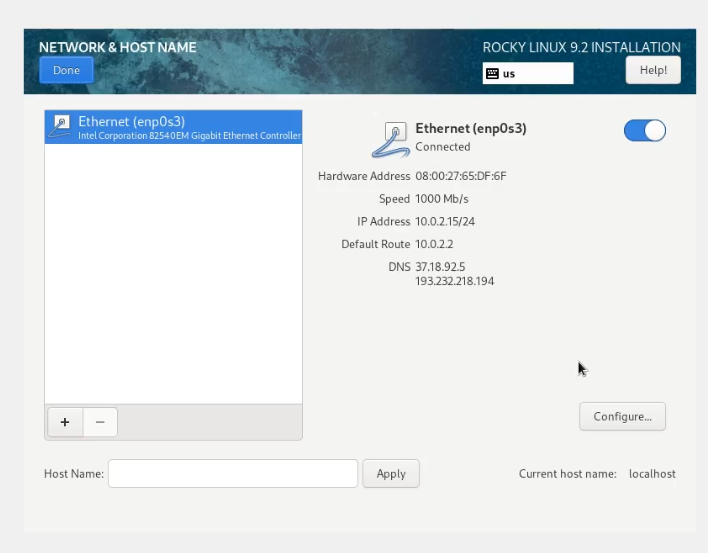 NETWORK & HOST NAME
ROCKY LINUX 9.2 INSTALLATION
Done
us
Help!
Ethernet (enp0s3)
Intel Corporation 82540EM Gigabit Ethernet Controller
Ethernet (enp0s3)
Connected
Hardware Address 08:00:27:65:DF:6F
Speed 1000 Mb/s
IP Address 10.0.2.15/24
Default Route 10.0.2.2
DNS 37.18.92.5
193.232.218.194
+ −
Configure...
Host Name:
Apply
Current host name: localhost